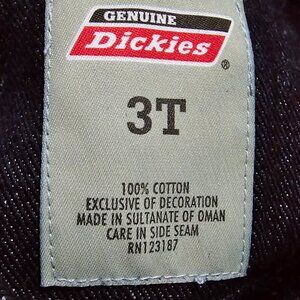 GENUINE
Dickies
®
3T
100% COTTON
EXCLUSIVE OF DECORATION
MADE IN SULTANATE OF OMAN
CARE IN SIDE SEAM
RN123187